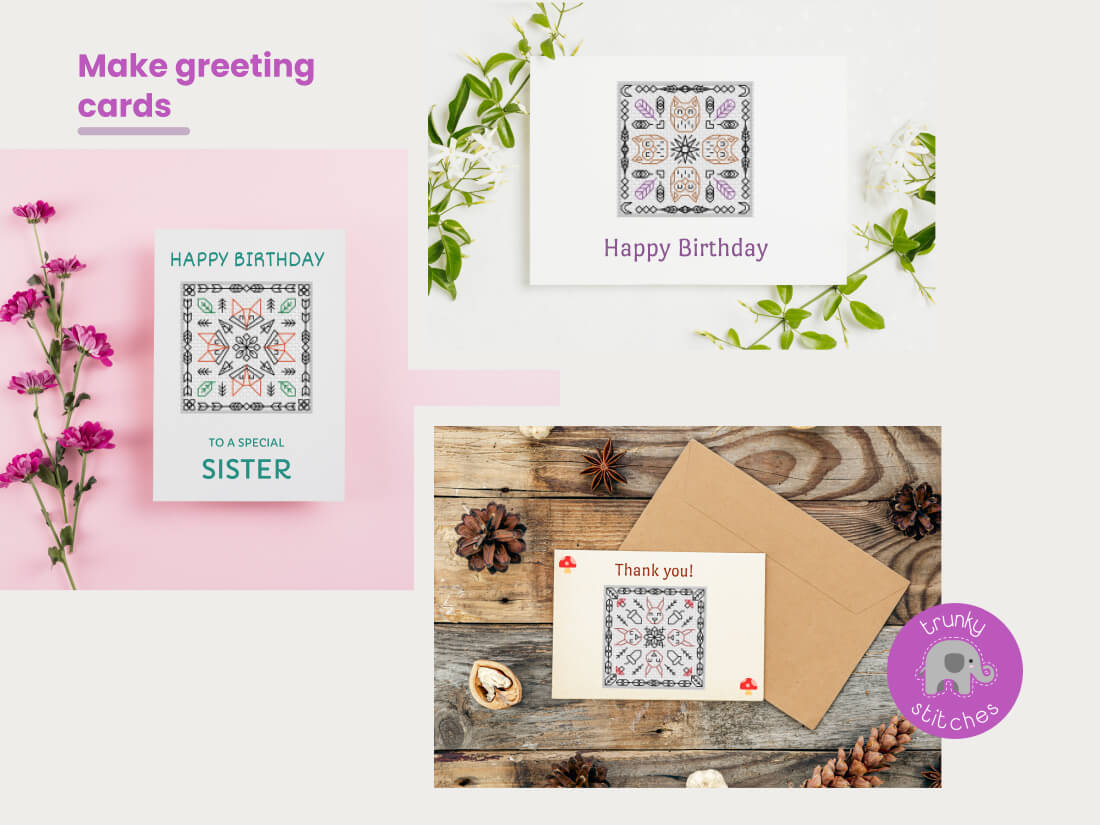 Make greeting
cards
Happy Birthday
HAPPY BIRTHDAY
TO A SPECIAL
SISTER
Thank you!
trunky
stitches